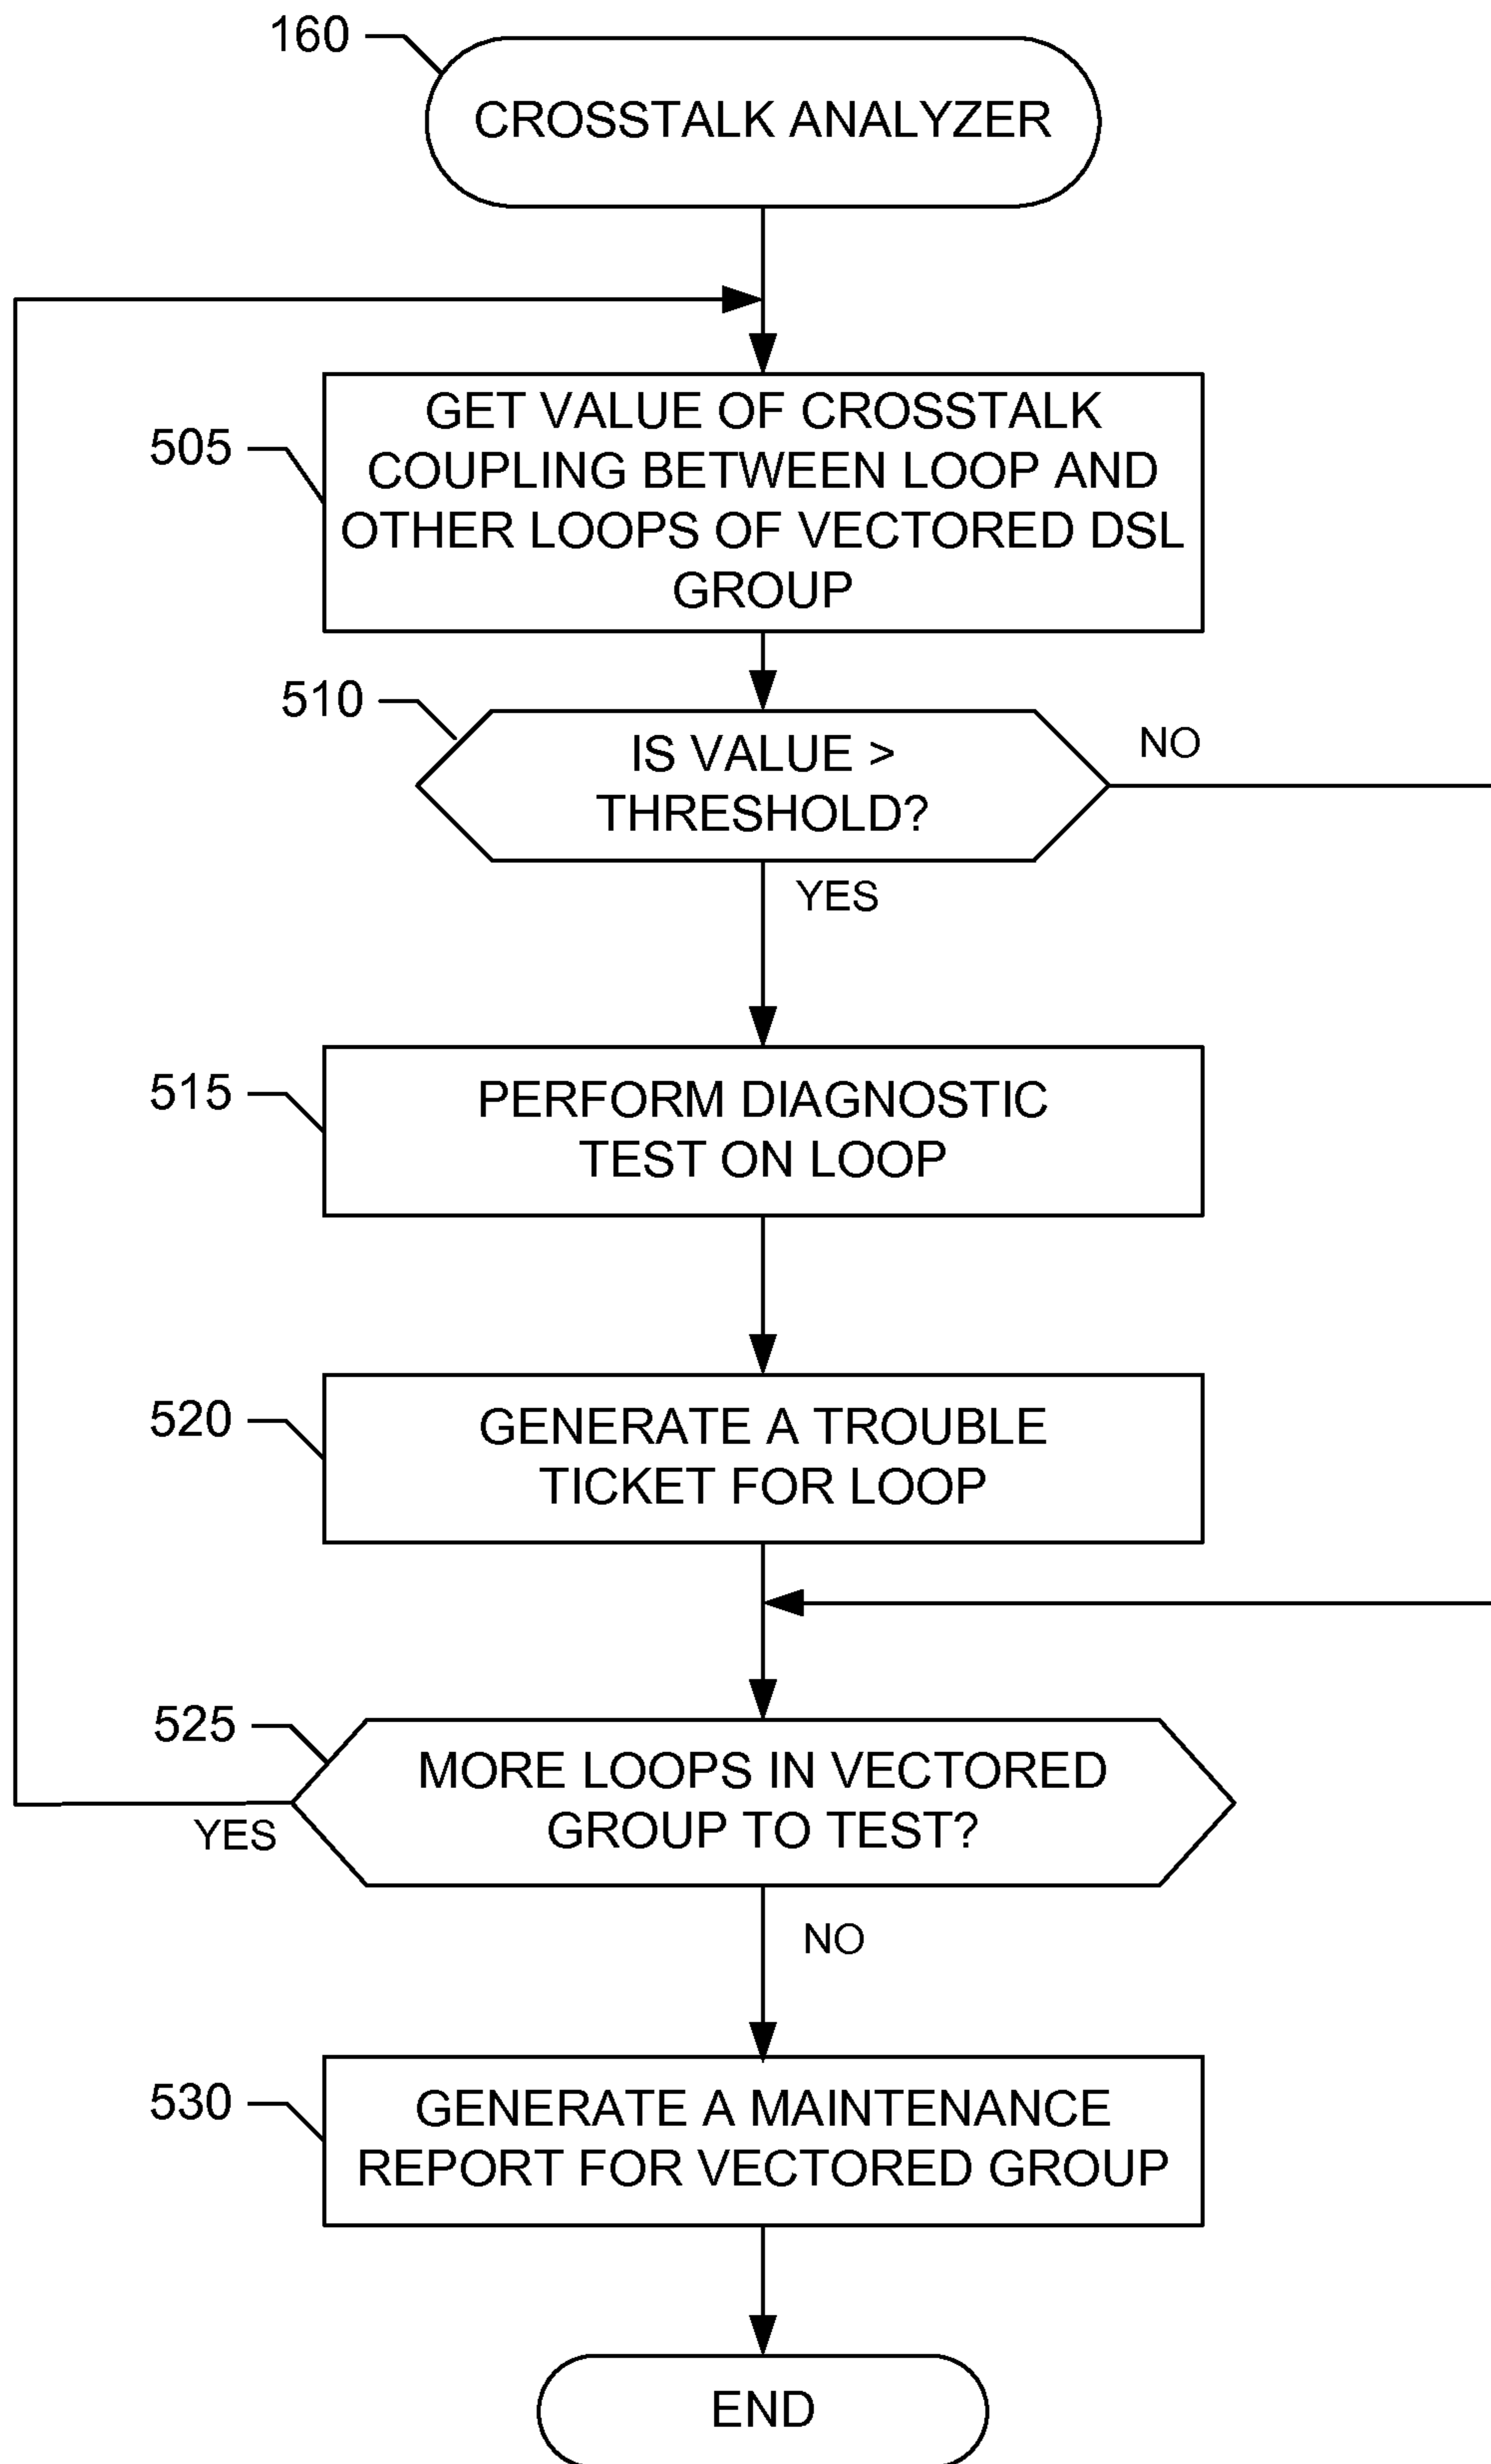 160
CROSSTALK ANALYZER
505
GET VALUE OF CROSSTALK
COUPLING BETWEEN LOOP AND
OTHER LOOPS OF VECTORED DSL
GROUP
510
IS VALUE >
THRESHOLD?
NO
YES
515
PERFORM DIAGNOSTIC
TEST ON LOOP
520
GENERATE A TROUBLE
TICKET FOR LOOP
525
MORE LOOPS IN VECTORED
GROUP TO TEST?
YES
NO
530
GENERATE A MAINTENANCE
REPORT FOR VECTORED GROUP
END